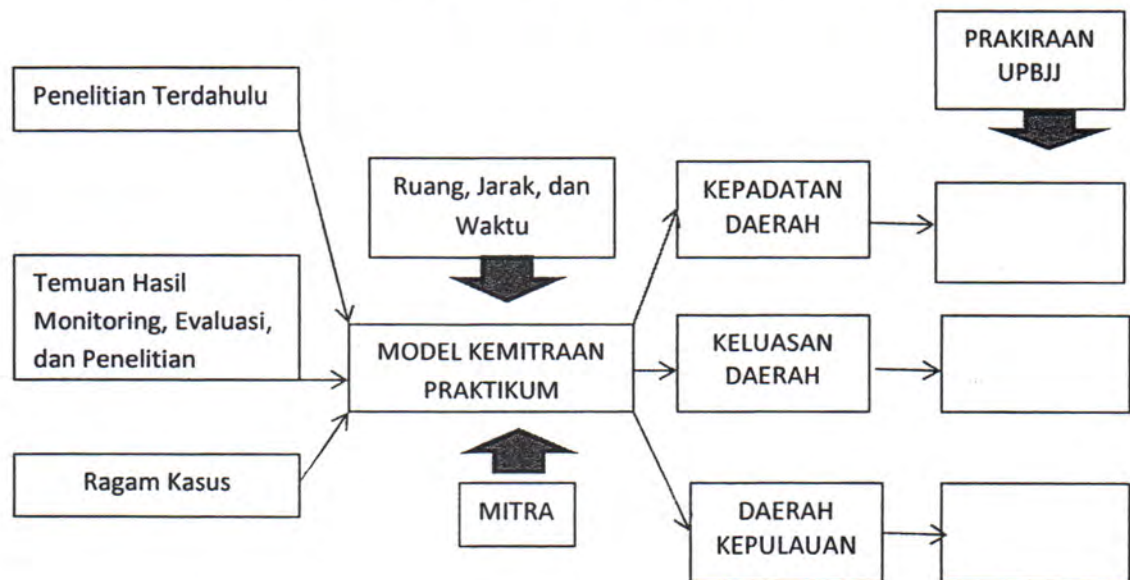 PRAKIRAAN
UPBJJ
Penelitian Terdahulu
Ruang, Jarak, dan
Waktu
KEPADATAN
DAERAH
Temuan Hasil
Monitoring, Evaluasi,
dan Penelitian
MODEL KEMITRAAN
PRAKTIKUM
KELUASAN
DAERAH
Ragam Kasus
MITRA
DAERAH
KEPULAUAN